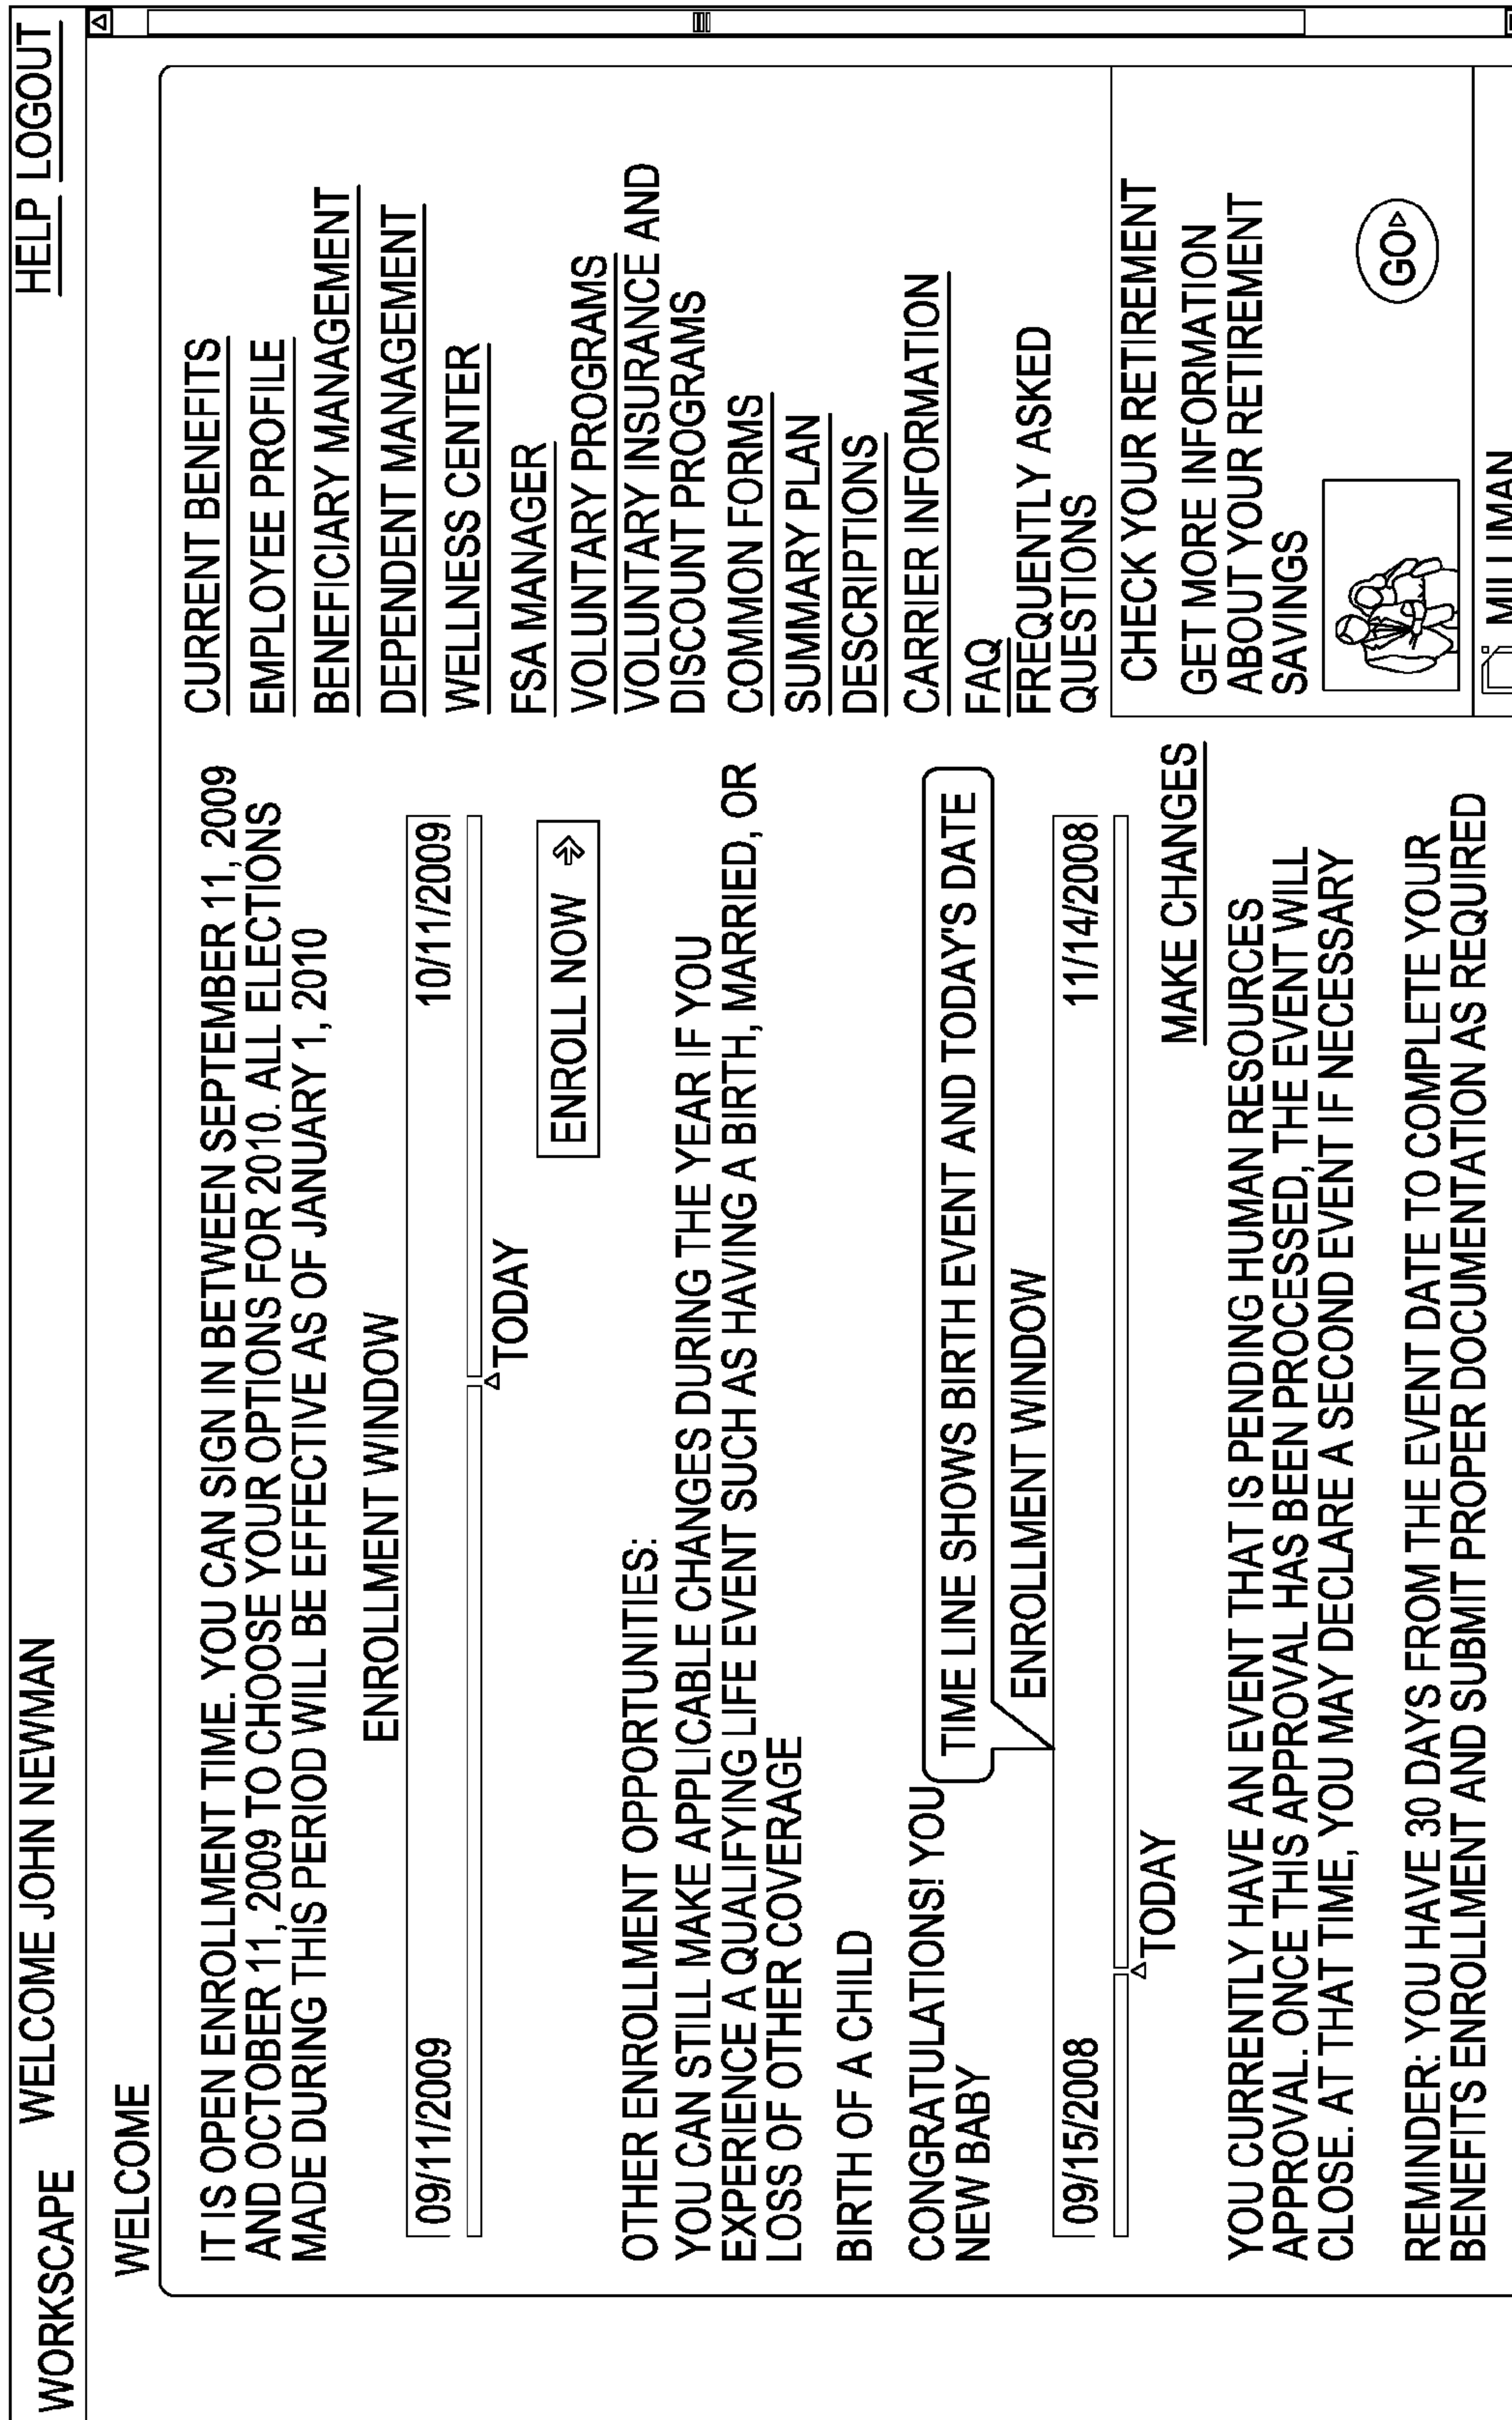 WORKSCAPE WELCOME JOHN NEWMAN HELP LOGOUT
WELCOME
IT IS OPEN ENROLLMENT TIME. YOU CAN SIGN IN BETWEEN SEPTEMBER 11, 2009
AND OCTOBER 11, 2009 TO CHOOSE YOUR OPTIONS FOR 2010. ALL ELECTIONS
MADE DURING THIS PERIOD WILL BE EFFECTIVE AS OF JANUARY 1, 2010
ENROLLMENT WINDOW
09/11/2009 10/11/2009
TODAY
ENROLL NOW
OTHER ENROLLMENT OPPORTUNITIES:
YOU CAN STILL MAKE APPLICABLE CHANGES DURING THE YEAR IF YOU
EXPERIENCE A QUALIFYING LIFE EVENT SUCH AS HAVING A BIRTH, MARRIED, OR
LOSS OF OTHER COVERAGE
BIRTH OF A CHILD
CONGRATULATIONS! YOU
NEW BABY
TIME LINE SHOWS BIRTH EVENT AND TODAY'S DATE
ENROLLMENT WINDOW
09/15/2008 11/14/2008
TODAY
MAKE CHANGES
YOU CURRENTLY HAVE AN EVENT THAT IS PENDING HUMAN RESOURCES
APPROVAL. ONCE THIS APPROVAL HAS BEEN PROCESSED, THE EVENT WILL
CLOSE. AT THAT TIME, YOU MAY DECLARE A SECOND EVENT IF NECESSARY
REMINDER: YOU HAVE 30 DAYS FROM THE EVENT DATE TO COMPLETE YOUR
BENEFITS ENROLLMENT AND SUBMIT PROPER DOCUMENTATION AS REQUIRED
CURRENT BENEFITS
EMPLOYEE PROFILE
BENEFICIARY MANAGEMENT
DEPENDENT MANAGEMENT
WELLNESS CENTER
FSA MANAGER
VOLUNTARY PROGRAMS
VOLUNTARY INSURANCE AND
DISCOUNT PROGRAMS
COMMON FORMS
SUMMARY PLAN
DESCRIPTIONS
CARRIER INFORMATION
FAQ
FREQUENTLY ASKED
QUESTIONS
CHECK YOUR RETIREMENT
GET MORE INFORMATION
ABOUT YOUR RETIREMENT
SAVINGS
GO
MILLIMAN